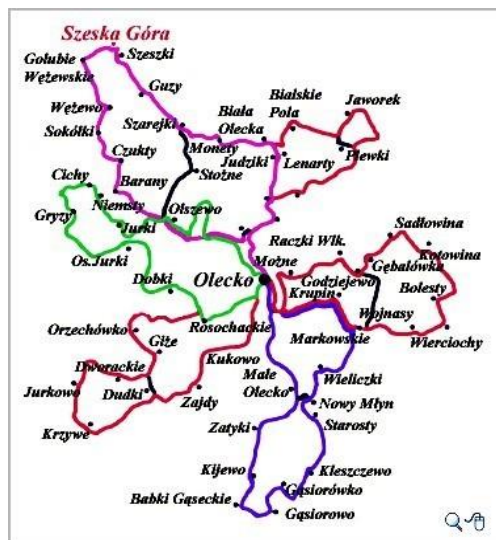 Szeska Góra
Gołubie
Wężewskie
Szeszki
Guzy
Wężewo
Sokółki
Szarejki
Biała
Olecka
Bialskie
Pola
Jaworek
Czukty
Monety
Judziki
Lenarty
Plewki
Cichy
Barany
Stożne
Gryzy
Niemsty
Jurki
Olszewo
Os.Jurki
Możne
Raczki Wlk.
Sadłowina
Kotowina
Dobki
Olecko
Godziejewo
Gębalówka
Krupin
Bolesty
Orzechówko
Rosochackie
Wojnasy
Wierciochy
Giże
Kukowo
Markowskie
Dworackie
Jurkowo
Dudki
Zajdy
Małe
Olecko
Wieliczki
Nowy Młyn
Krzywe
Zatyki
Starosty
Kijewo
Kleszczewo
Gąsiorówko
Babki Gąseckie
Gąsiorowo